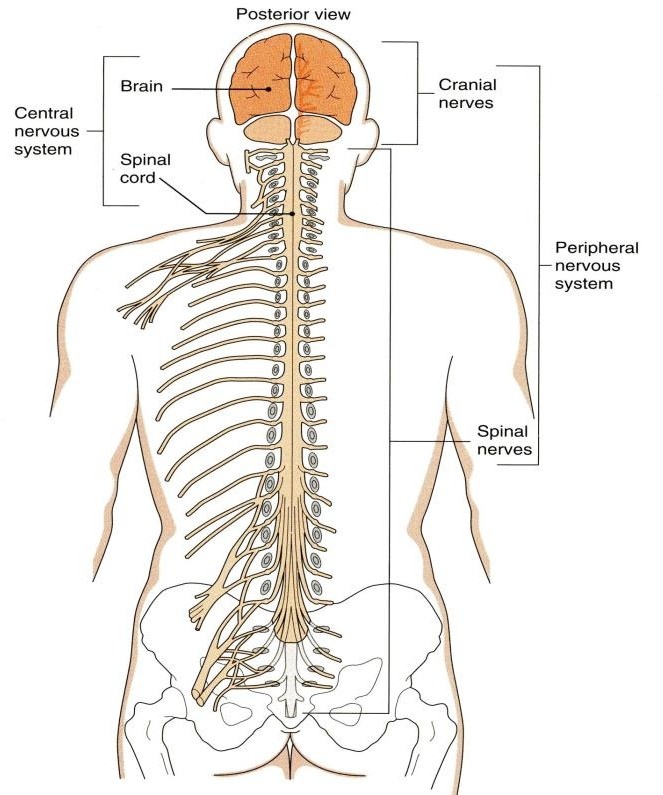 Posterior view
Brain
Cranial
nerves
Central
nervous
system
Spinal
cord
Peripheral
nervous
system
Spinal
nerves